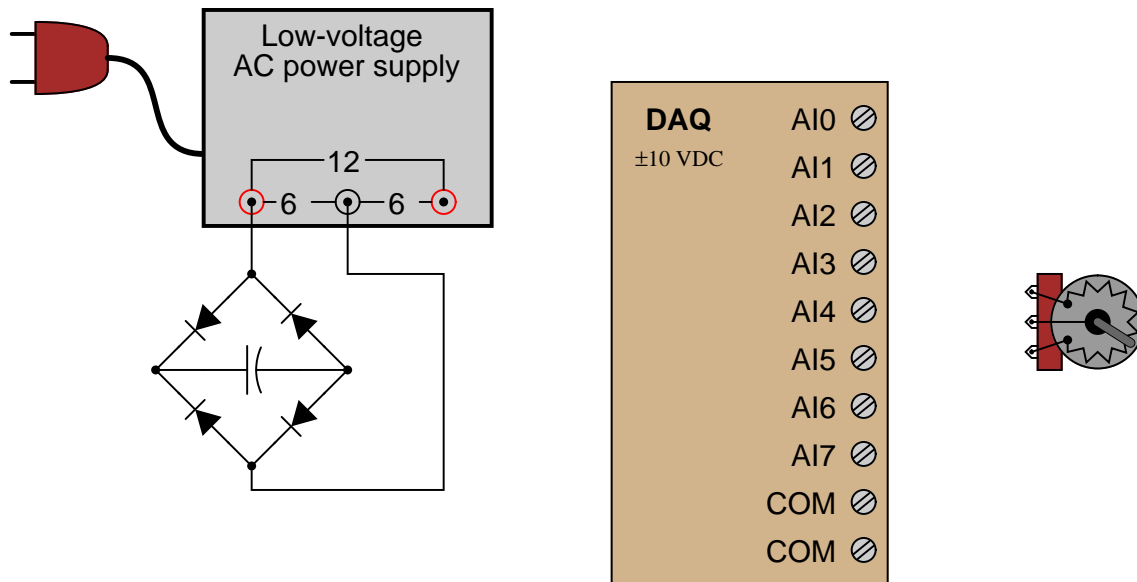 Low-voltage
AC power supply
12
6 6
DAQ
±10 VDC
AI0
AI1
AI2
AI3
AI4
AI5
AI6
AI7
COM
COM